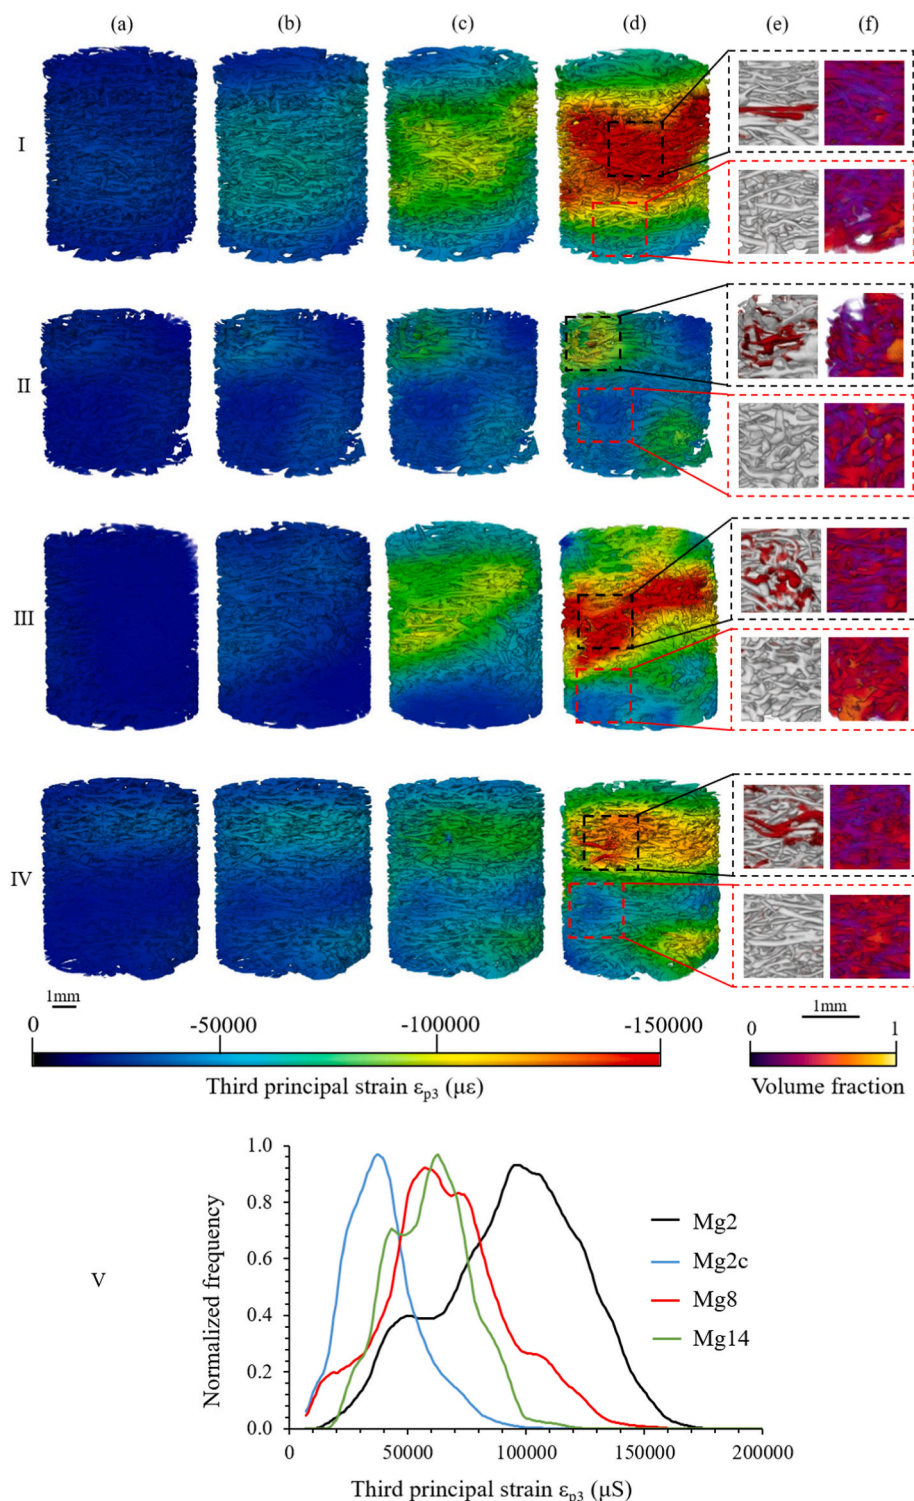 (a) (b) (c) (d) (e) (f)
I
II
III
IV
1mm
0 -50000 -100000 -150000
Third principal strain εp3 (με)
1mm
0 1
Volume fraction
V
Normalized frequency
1.0
0.8
0.6
0.4
0.2
0.0
Mg2
Mg2c
Mg8
Mg14
0 50000 100000 150000 200000
Third principal strain εp3 (μS)